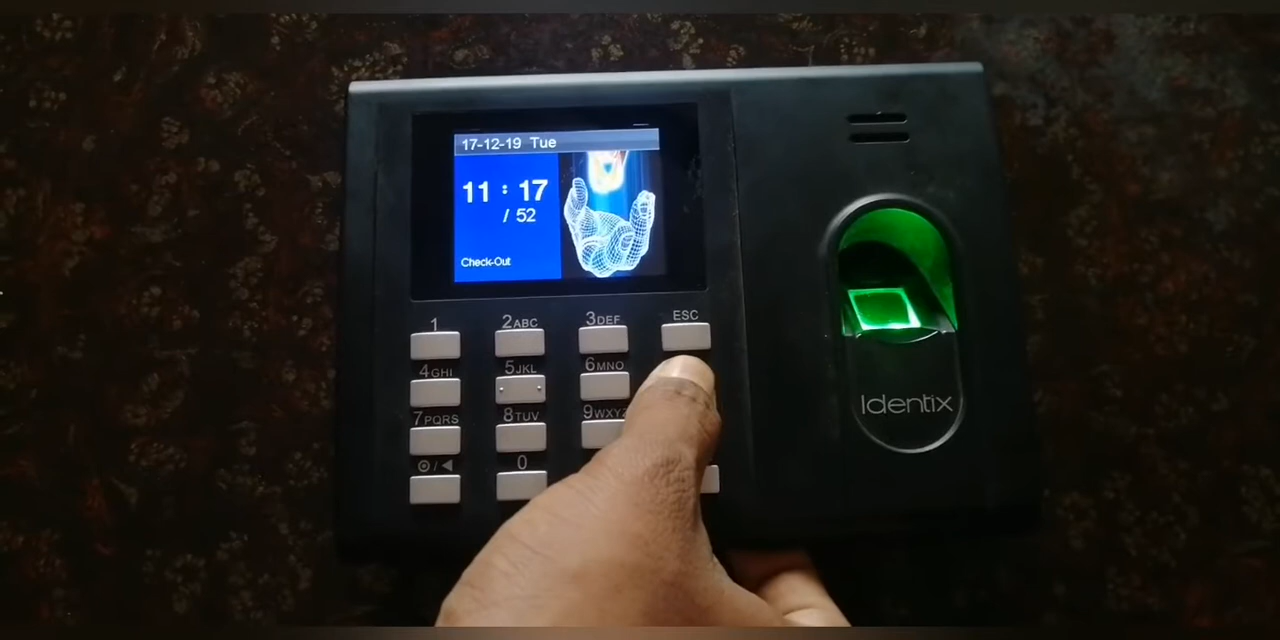 17-12-19 Tue
11 : 17
/ 52
Check-Out
1 2ABC 3DEF ESC
4GHI 5JKL 6MNO
7PQRS 8TUV 9WXYZ
0
Identix